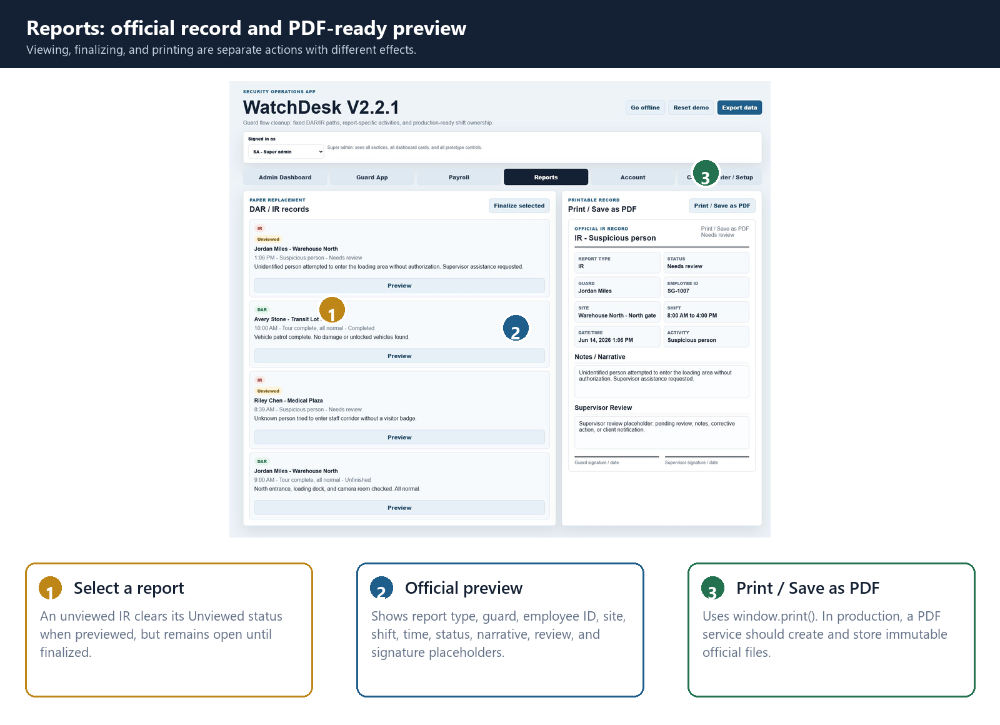 Reports: official record and PDF-ready preview
Viewing, finalizing, and printing are separate actions with different effects.
SECURITY OPERATIONS APP
WatchDesk V2.2.1
Guard flow cleanup: fixed DAR/IR paths, report-specific activities, and production-ready shift ownership.
Go offline
Reset demo
Export data
Signed in as
SA - Super admin
Super admin: sees all sections, all dashboard cards, and all prototype controls.
Admin Dashboard
Guard App
Payroll
Reports
Account
3
/ Setup
PAPER REPLACEMENT
DAR / IR records
Finalize selected
IR
Unviewed
Jordan Miles - Warehouse North
1:06 PM - Suspicious person - Needs review
Unidentified person attempted to enter the loading area without authorization. Supervisor assistance requested.
Preview
DAR
1
Avery Stone - Transit Lot
10:00 AM - Tour complete, all normal - Completed
2
Vehicle patrol complete. No damage or unlocked vehicles found.
Preview
IR
Unviewed
Riley Chen - Medical Plaza
8:39 AM - Suspicious person - Needs review
Unknown person tried to enter staff corridor without a visitor badge.
Preview
DAR
Jordan Miles - Warehouse North
9:00 AM - Tour complete, all normal - Unfinished
North entrance, loading dock, and camera room checked. All normal.
Preview
PRINTABLE RECORD
Print / Save as PDF
Print / Save as PDF
OFFICIAL IR RECORD
IR - Suspicious person
Print / Save as PDF
Needs review
REPORT TYPE
IR
STATUS
Needs review
GUARD
Jordan Miles
EMPLOYEE ID
SG-1007
SITE
Warehouse North - North gate
SHIFT
8:00 AM to 4:00 PM
DATE/TIME
Jun 14, 2026 1:06 PM
ACTIVITY
Suspicious person
Notes / Narrative
Unidentified person attempted to enter the loading area without
authorization. Supervisor assistance requested.
Supervisor Review
Supervisor review placeholder: pending review, notes, corrective
action, or client notification.
Guard signature / date
Supervisor signature / date
1 Select a report
An unviewed IR clears its Unviewed status
when previewed, but remains open until
finalized.
2 Official preview
Shows report type, guard, employee ID, site,
shift, time, status, narrative, review, and
signature placeholders.
3 Print / Save as PDF
Uses window.print(). In production, a PDF
service should create and store immutable
official files.